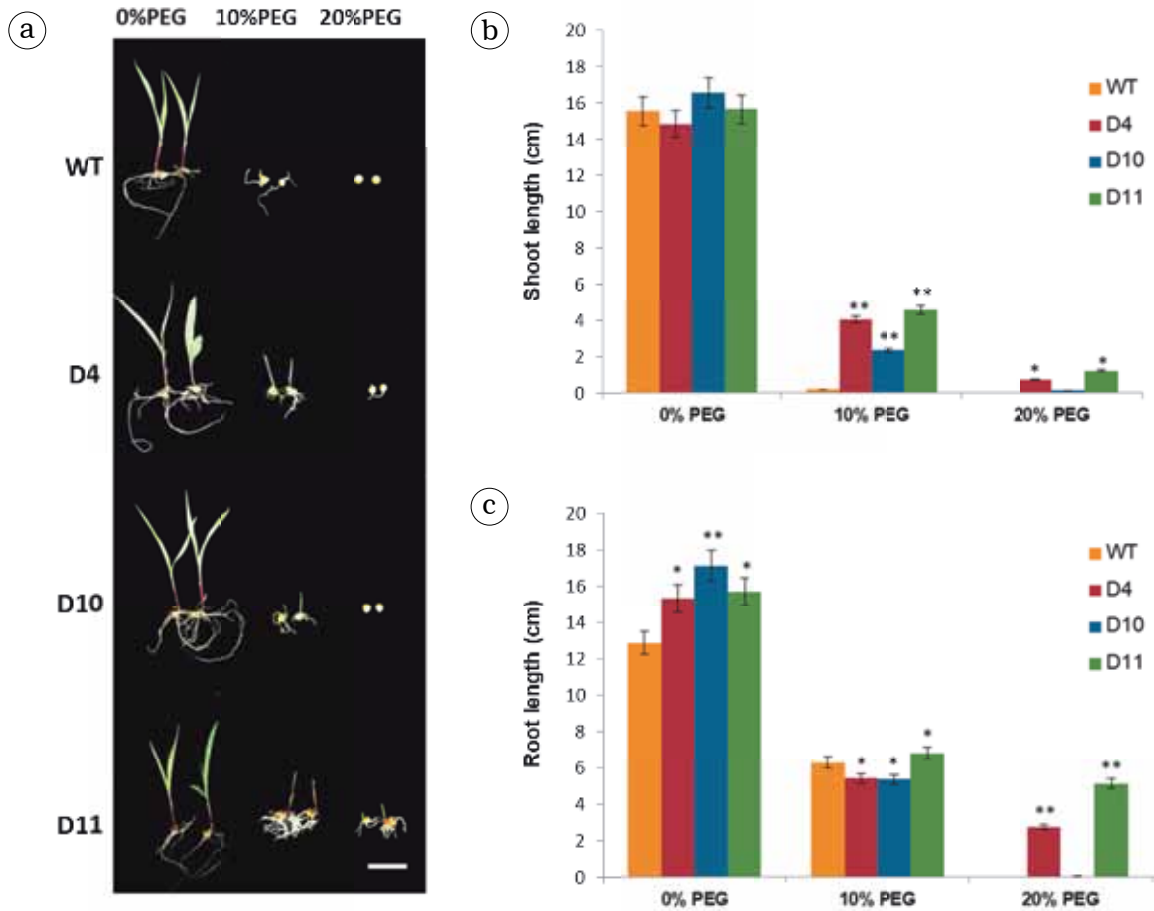 a
0%PEG 10%PEG 20%PEG
WT
D4
D10
D11
b
Shoot length (cm)
20
18
16
14
12
10
8
6
4
2
0
** ** **
* *
0% PEG 10% PEG 20% PEG
WT
D4
D10
D11
c
Root length (cm)
20
18
16
14
12
10
8
6
4
2
0
* ** *
* * *
** **
0% PEG 10% PEG 20% PEG
WT
D4
D10
D11